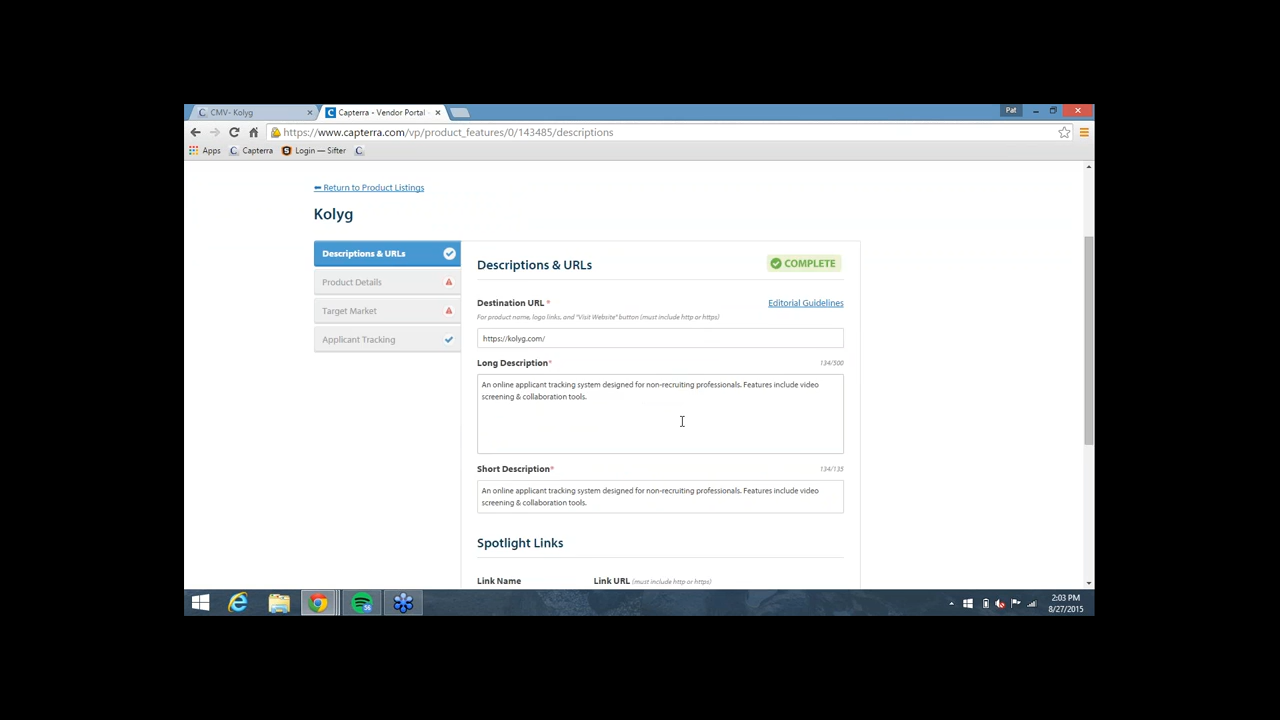 CMV- Kolyg
Capterra - Vendor Portal
Pat
https://www.capterra.com/vp/product_features/0/143485/descriptions
Apps
Capterra
Login — Sifter
Return to Product Listings
Kolyg
Descriptions & URLs
Product Details
Target Market
Applicant Tracking
Descriptions & URLs
COMPLETE
Destination URL *
Editorial Guidelines
For product name, logo links, and "Visit Website" button (must include http or https)
https://kolyg.com/
Long Description*
134/500
An online applicant tracking system designed for non-recruiting professionals. Features include video
screening & collaboration tools.
Short Description*
134/135
An online applicant tracking system designed for non-recruiting professionals. Features include video
screening & collaboration tools.
Spotlight Links
Link Name
Link URL (must include http or https)
2:03 PM
8/27/2015